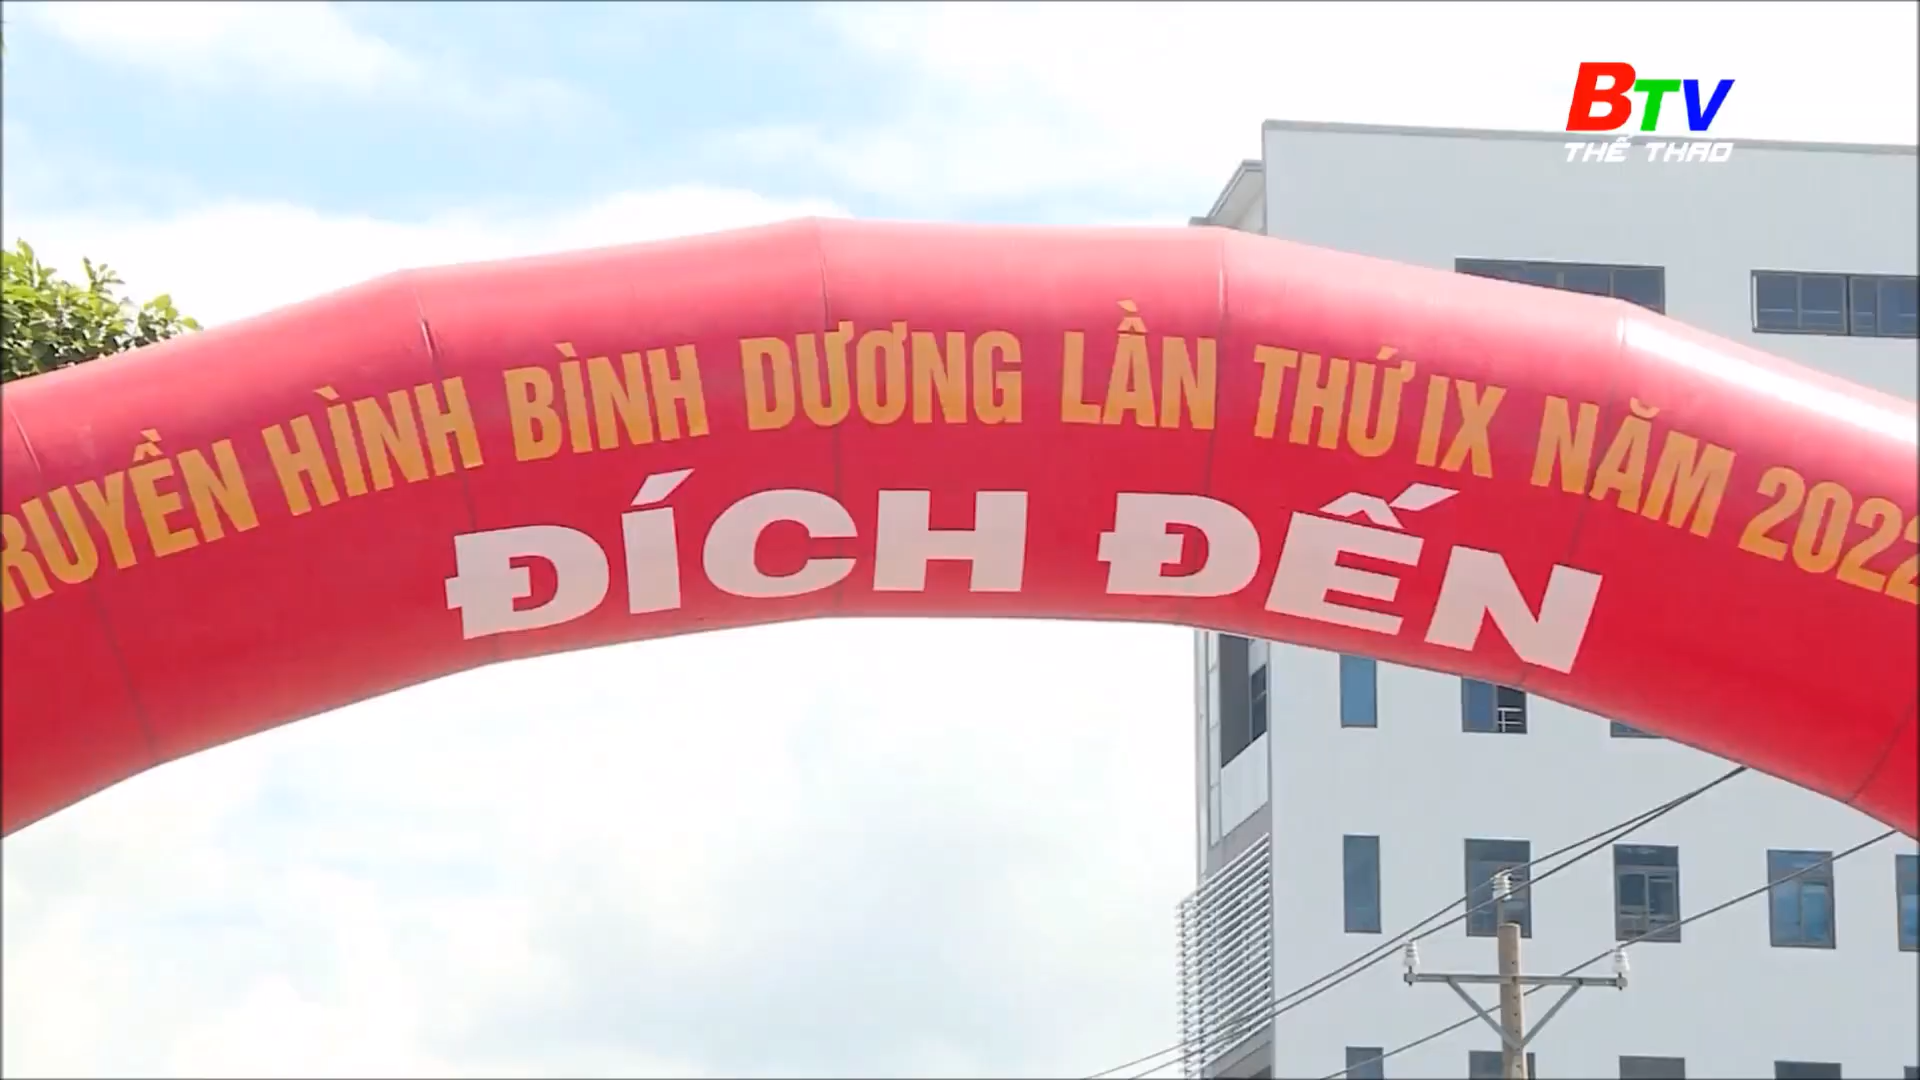 BTV
THỂ THAO
RUYỀN HÌNH BÌNH DƯƠNG LẦN THỨ IX NĂM 2022
ĐÍCH ĐẾN